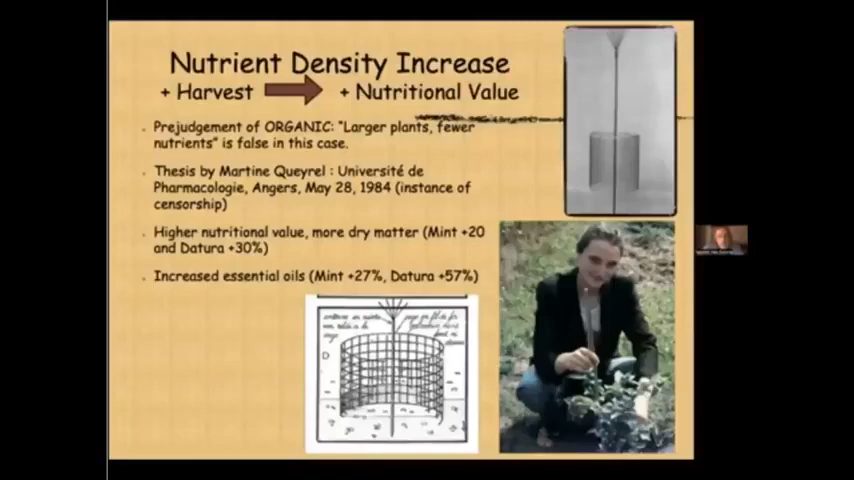 Nutrient Density Increase
+ Harvest + Nutritional Value
Prejudgement of ORGANIC: "Larger plants, fewer
nutrients" is false in this case.
Thesis by Martine Queyrel : Université de
Pharmacologie, Angers, May 28, 1984 (instance of
censorship)
Higher nutritional value, more dry matter (Mint +20
and Datura +30%)
Increased essential oils (Mint +27%, Datura +57%)
D